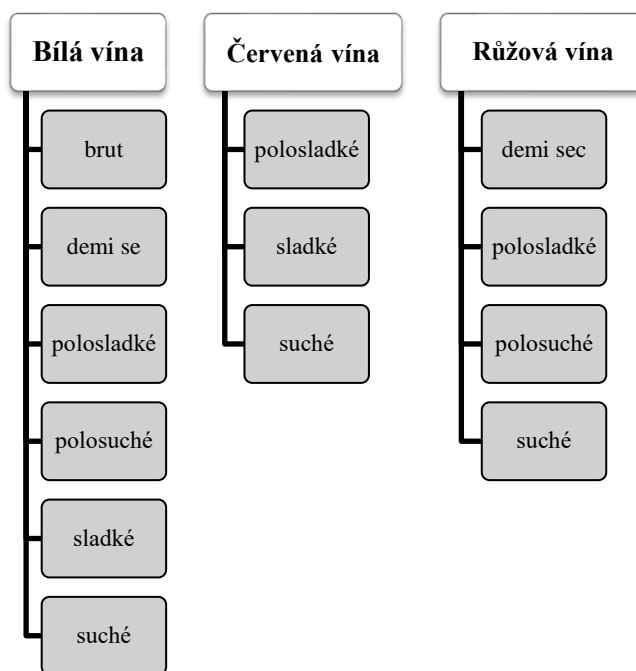 Bílá vína
brut
demi se
polosladké
polosuché
sladké
suché
Červená vína
polosladké
sladké
suché
Růžová vína
demi sec
polosladké
polosuché
suché